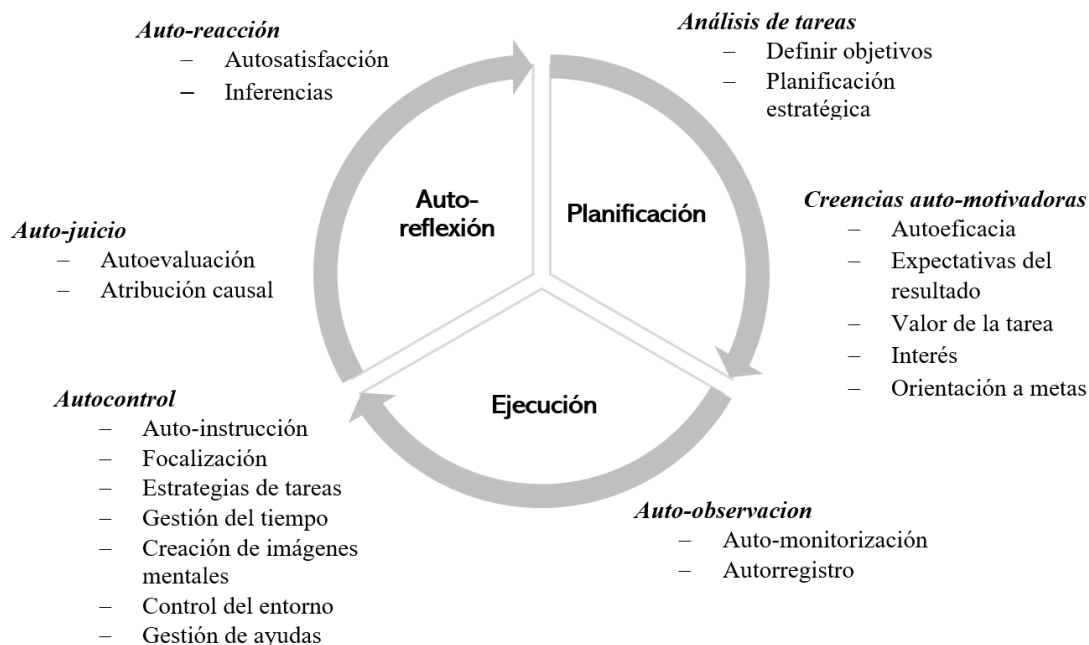 Auto-reacción
– Autosatisfacción
– Inferencias
Análisis de tareas
– Definir objetivos
– Planificación
estratégica
Auto-
reflexión
Planificación
Ejecución
Creencias auto-motivadoras
– Autoeficacia
– Expectativas del
resultado
– Valor de la tarea
– Interés
– Orientación a metas
Auto-juicio
– Autoevaluación
– Atribución causal
Autocontrol
– Auto-instrucción
– Focalización
– Estrategias de tareas
– Gestión del tiempo
– Creación de imágenes
mentales
– Control del entorno
– Gestión de ayudas
Auto-observacion
– Auto-monitorización
– Autorregistro